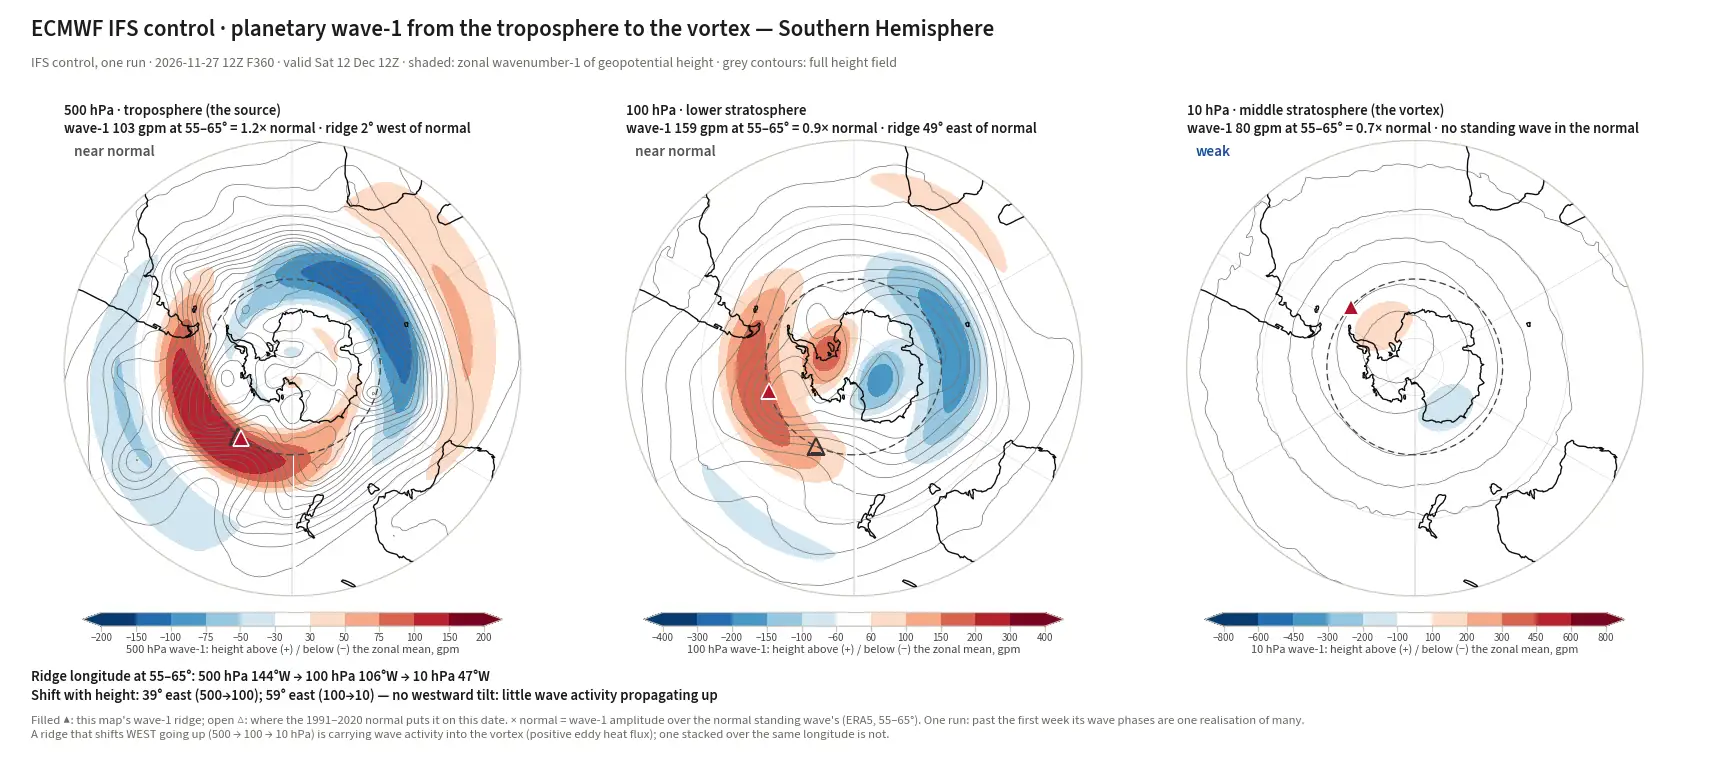 ECMWF IFS control · planetary wave-1 from the troposphere to the vortex — Southern Hemisphere
IFS control, one run · 2026-11-27 12Z F360 · valid Sat 12 Dec 12Z · shaded: zonal wavenumber-1 of geopotential height · grey contours: full height field
500 hPa · troposphere (the source)
wave-1 103 gpm at 55–65° = 1.2× normal · ridge 2° west of normal
near normal
100 hPa · lower stratosphere
wave-1 159 gpm at 55–65° = 0.9× normal · ridge 49° east of normal
near normal
10 hPa · middle stratosphere (the vortex)
wave-1 80 gpm at 55–65° = 0.7× normal · no standing wave in the normal
weak
−200 −150 −100 −75 −50 −30 30 50 75 100 150 200
500 hPa wave-1: height above (+) / below (−) the zonal mean, gpm
−400 −300 −200 −150 −100 −60 60 100 150 200 300 400
100 hPa wave-1: height above (+) / below (−) the zonal mean, gpm
−800 −600 −450 −300 −200 −100 100 200 300 450 600 800
10 hPa wave-1: height above (+) / below (−) the zonal mean, gpm
Ridge longitude at 55–65°: 500 hPa 144°W → 100 hPa 106°W → 10 hPa 47°W
Shift with height: 39° east (500→100); 59° east (100→10) — no westward tilt: little wave activity propagating up
Filled ▲: this map's wave-1 ridge; open △: where the 1991–2020 normal puts it on this date. × normal = wave-1 amplitude over the normal standing wave's (ERA5, 55–65°). One run: past the first week its wave phases are one realisation of many.
A ridge that shifts WEST going up (500 → 100 → 10 hPa) is carrying wave activity into the vortex (positive eddy heat flux); one stacked over the same longitude is not.